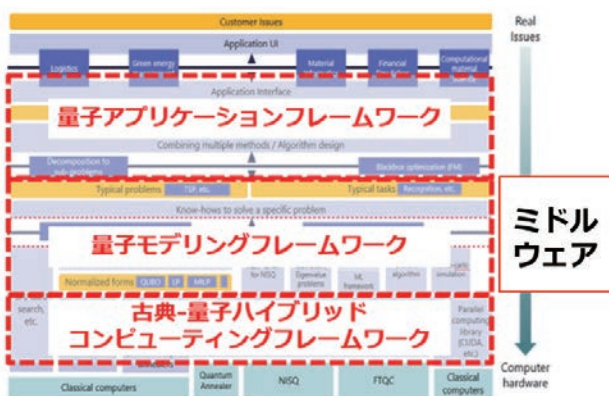 Customer Issues
Real
Issues
Application UI
Logistics
Green energy
Material
Financial
Computational
material
Application Interface
量子アプリケーションフレームワーク
Combining multiple methods / Algorithm design
Decomposition to
Blackbox optimization (FM)
Typical problems
TSP, etc.
Typical tasks
Recognition, etc.
Know-hows to solve a specific problem
ミドル
ウェア
量子モデリングフレームワーク
for NISQ
Eigenvalue
problems
ML
framework
algorithm
simulation
Normalized forms
QUBO
LP
MILP
古典-量子ハイブリッド
コンピューティングフレームワーク
search,
etc.
Parallel
computing
library
(CUDA,
etc.)
Classical computers
Quantum
Annealer
NISQ
FTQC
Classical
computers
Computer
hardware